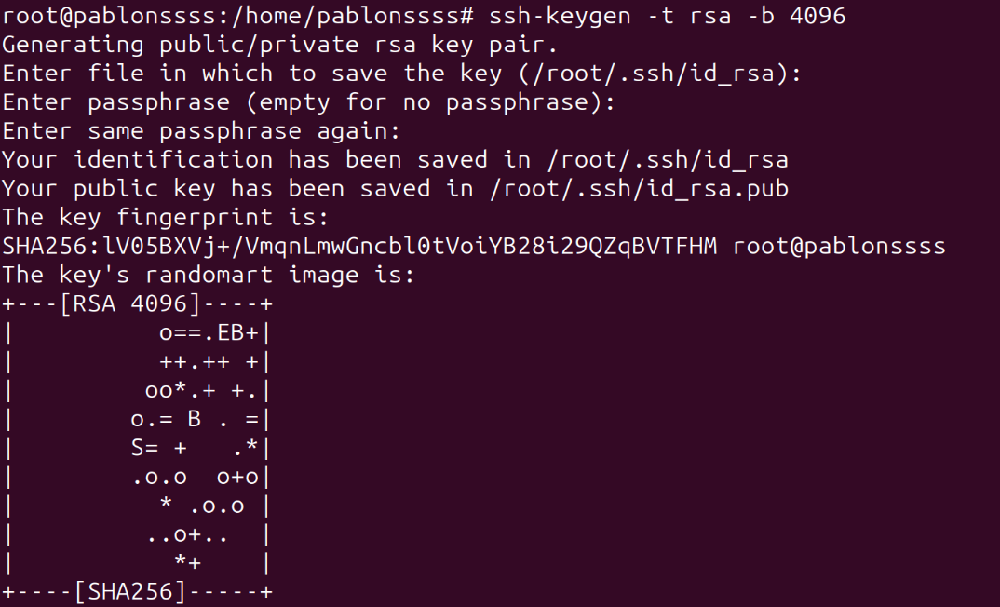 root@pablonssss:/home/pablonssss# ssh-keygen -t rsa -b 4096
Generating public/private rsa key pair.
Enter file in which to save the key (/root/.ssh/id_rsa):
Enter passphrase (empty for no passphrase):
Enter same passphrase again:
Your identification has been saved in /root/.ssh/id_rsa
Your public key has been saved in /root/.ssh/id_rsa.pub
The key fingerprint is:
SHA256:lV05BXVj+/VmqnLmwGncbl0tVoiYB28i29QZqBVTFHM root@pablonssss
The key's randomart image is:
+---[RSA 4096]----+
|          o==.EB+|
|          ++.++ +|
|         oo*.+ +.|
|        o.= B . =|
|        S= +   .*|
|        .o.o  o+o|
|          * .o.o |
|         ..o+..  |
|           *+    |
+----[SHA256]-----+